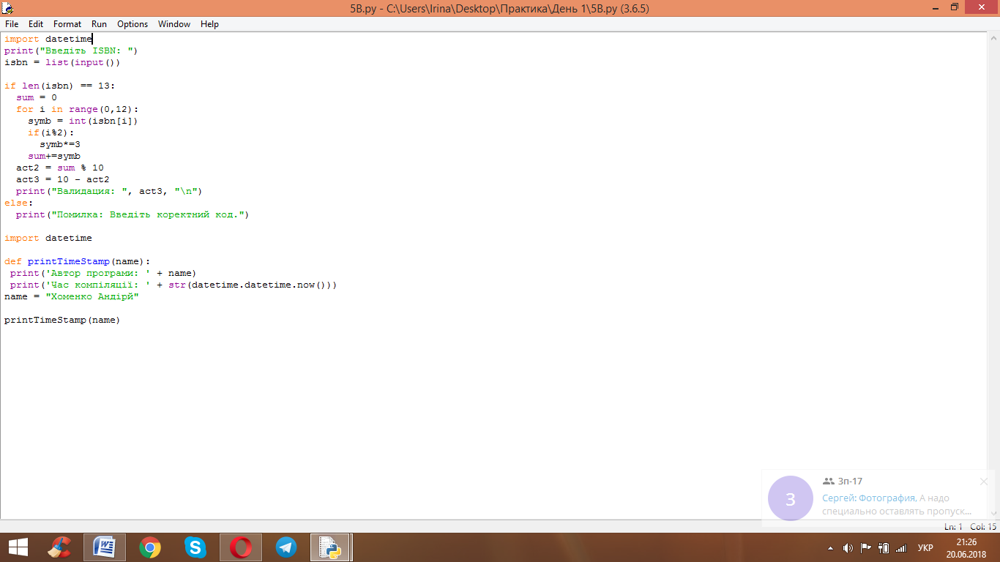 5B.py - C:\Users\Irina\Desktop\Практика\День 1\5B.py (3.6.5)
File Edit Format Run Options Window Help
import datetime
print("Введіть ISBN: ")
isbn = list(input())
if len(isbn) == 13:
  sum = 0
  for i in range(0,12):
    symb = int(isbn[i])
    if(i%2):
      symb*=3
    sum+=symb
  act2 = sum % 10
  act3 = 10 - act2
  print("Валидация: ", act3, "\n")
else:
  print("Помилка: Введіть коректний код.")
import datetime
def printTimeStamp(name):
 print('Автор програми: ' + name)
 print('Час компіляції: ' + str(datetime.datetime.now()))
name = "Хоменко Андірй"
printTimeStamp(name)
3
3п-17
Сергей: Фотография, А надо
специально оставлять пропуск...
Ln: 1 Col: 15
УКР
21:26
20.06.2018